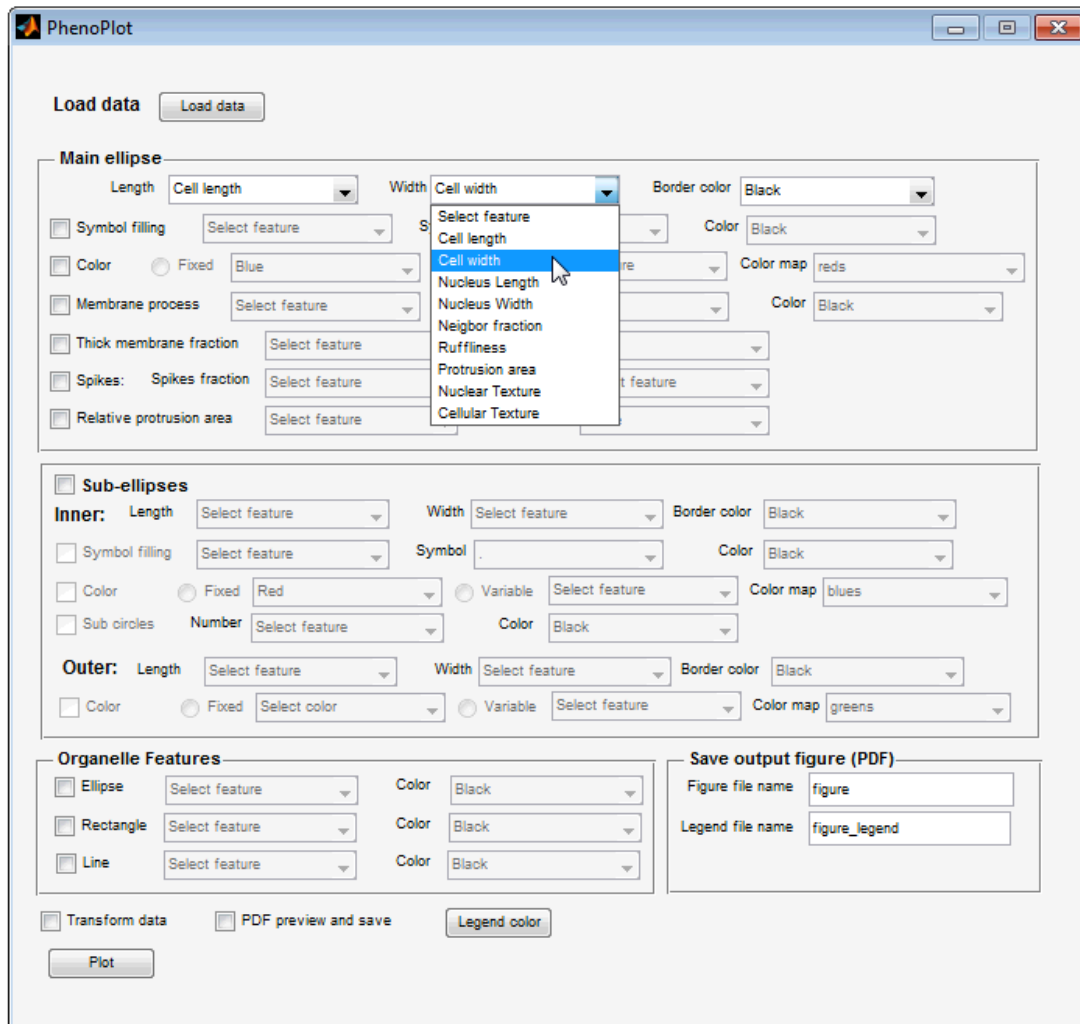 PhenoPlot
Load data Load data
Main ellipse
Length Cell length Width Cell width Border color Black
Symbol filling Select feature Color Black
Color Fixed Blue Color map reds
Membrane process Select feature Color Black
Thick membrane fraction Select feature
Spikes: Spikes fraction Select feature
Relative protrusion area Select feature
Select feature
Cell length
Cell width
Nucleus Length
Nucleus Width
Neigbor fraction
Ruffliness
Protrusion area
Nuclear Texture
Cellular Texture
Sub-ellipses
Inner: Length Select feature Width Select feature Border color Black
Symbol filling Select feature Symbol . Color Black
Color Fixed Red Variable Select feature Color map blues
Sub circles Number Select feature Color Black
Outer: Length Select feature Width Select feature Border color Black
Color Fixed Select color Variable Select feature Color map greens
Organelle Features
Ellipse Select feature Color Black
Rectangle Select feature Color Black
Line Select feature Color Black
Save output figure (PDF)
Figure file name figure
Legend file name figure_legend
Transform data PDF preview and save Legend color
Plot